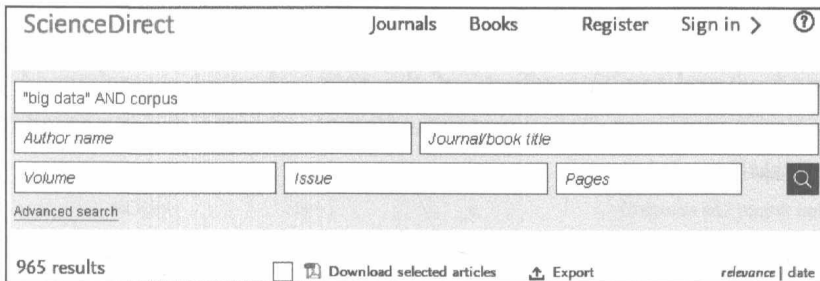 ScienceDirect Journals Books Register Sign in > ?
"big data" AND corpus
Author name Journal/book title
Volume Issue Pages
Advanced search
965 results Download selected articles Export relevance | date